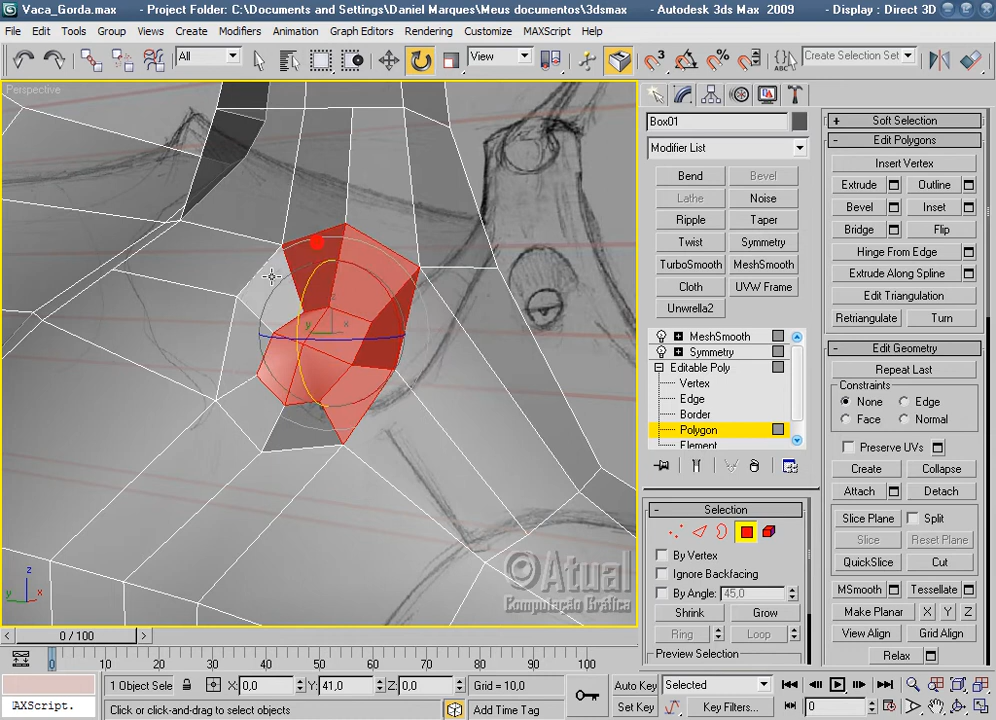 Vaca_Gorda.max - Project Folder: C:\Documents and Settings\Daniel Marques\Meus documentos\3dsmax - Autodesk 3ds Max 2009 - Display : Direct 3D
File Edit Tools Group Views Create Modifiers Animation Graph Editors Rendering Customize MAXScript Help
All View ABC Create Selection Set
Perspective
Box01
Modifier List
Bend Bevel
Lathe Noise
Ripple Taper
Twist Symmetry
TurboSmooth MeshSmooth
Cloth UVW Frame
Unwrella2
MeshSmooth
Symmetry
Editable Poly
Vertex
Edge
Border
Polygon
Element
Selection
By Vertex
Ignore Backfacing
By Angle: 45,0
Shrink Grow
Ring Loop
Preview Selection
Soft Selection
Edit Polygons
Insert Vertex
Extrude Outline
Bevel Inset
Bridge Flip
Hinge From Edge
Extrude Along Spline
Edit Triangulation
Retriangulate Turn
Edit Geometry
Repeat Last
Constraints
None Edge
Face Normal
Preserve UVs
Create Collapse
Attach Detach
Slice Plane Split
Slice Reset Plane
QuickSlice Cut
MSmooth Tessellate
Make Planar X Y Z
View Align Grid Align
Relax
z
y x
y x
©Atual
Computação Gráfica
0 / 100
0 10 20 30 40 50 60 70 80 90 100
1 Object Sele X: 0,0 Y: 41,0 Z: 0,0 Grid = 10,0 Auto Key Selected
AXScript. Click or click-and-drag to select objects Add Time Tag Set Key Key Filters... 0